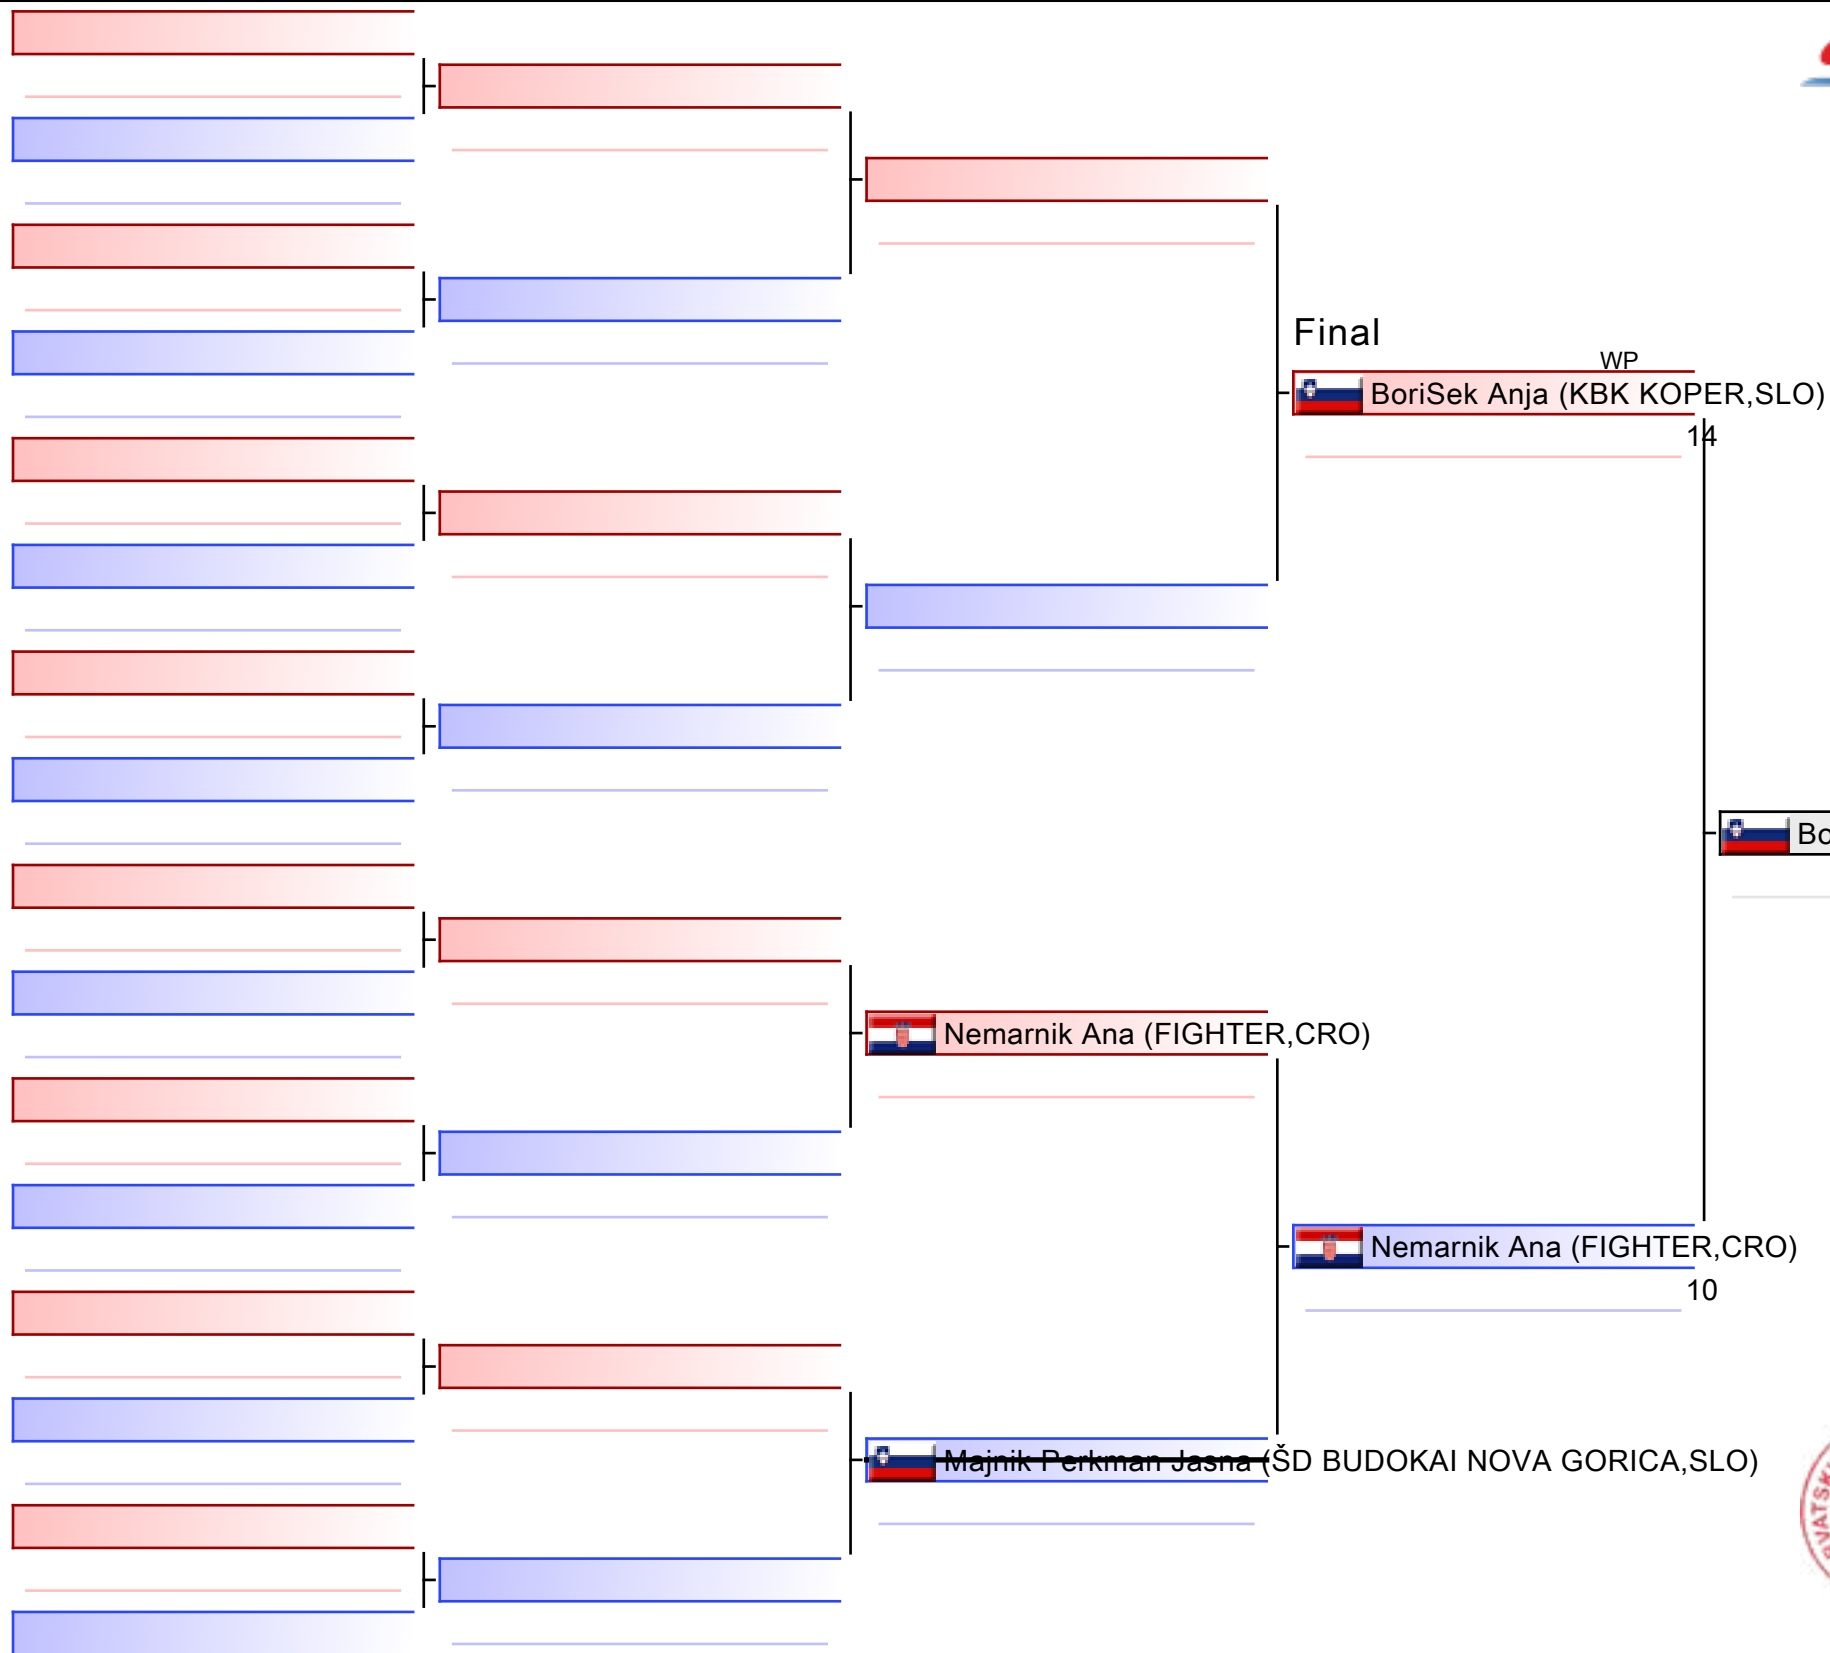 Final
WP
BoriSek Anja (KBK KOPER,SLO)
14
Bo
Nemarnik Ana (FIGHTER,CRO)
Nemarnik Ana (FIGHTER,CRO)
10
Majnik Perkman Jasna (ŠD BUDOKAI NOVA GORICA,SLO)